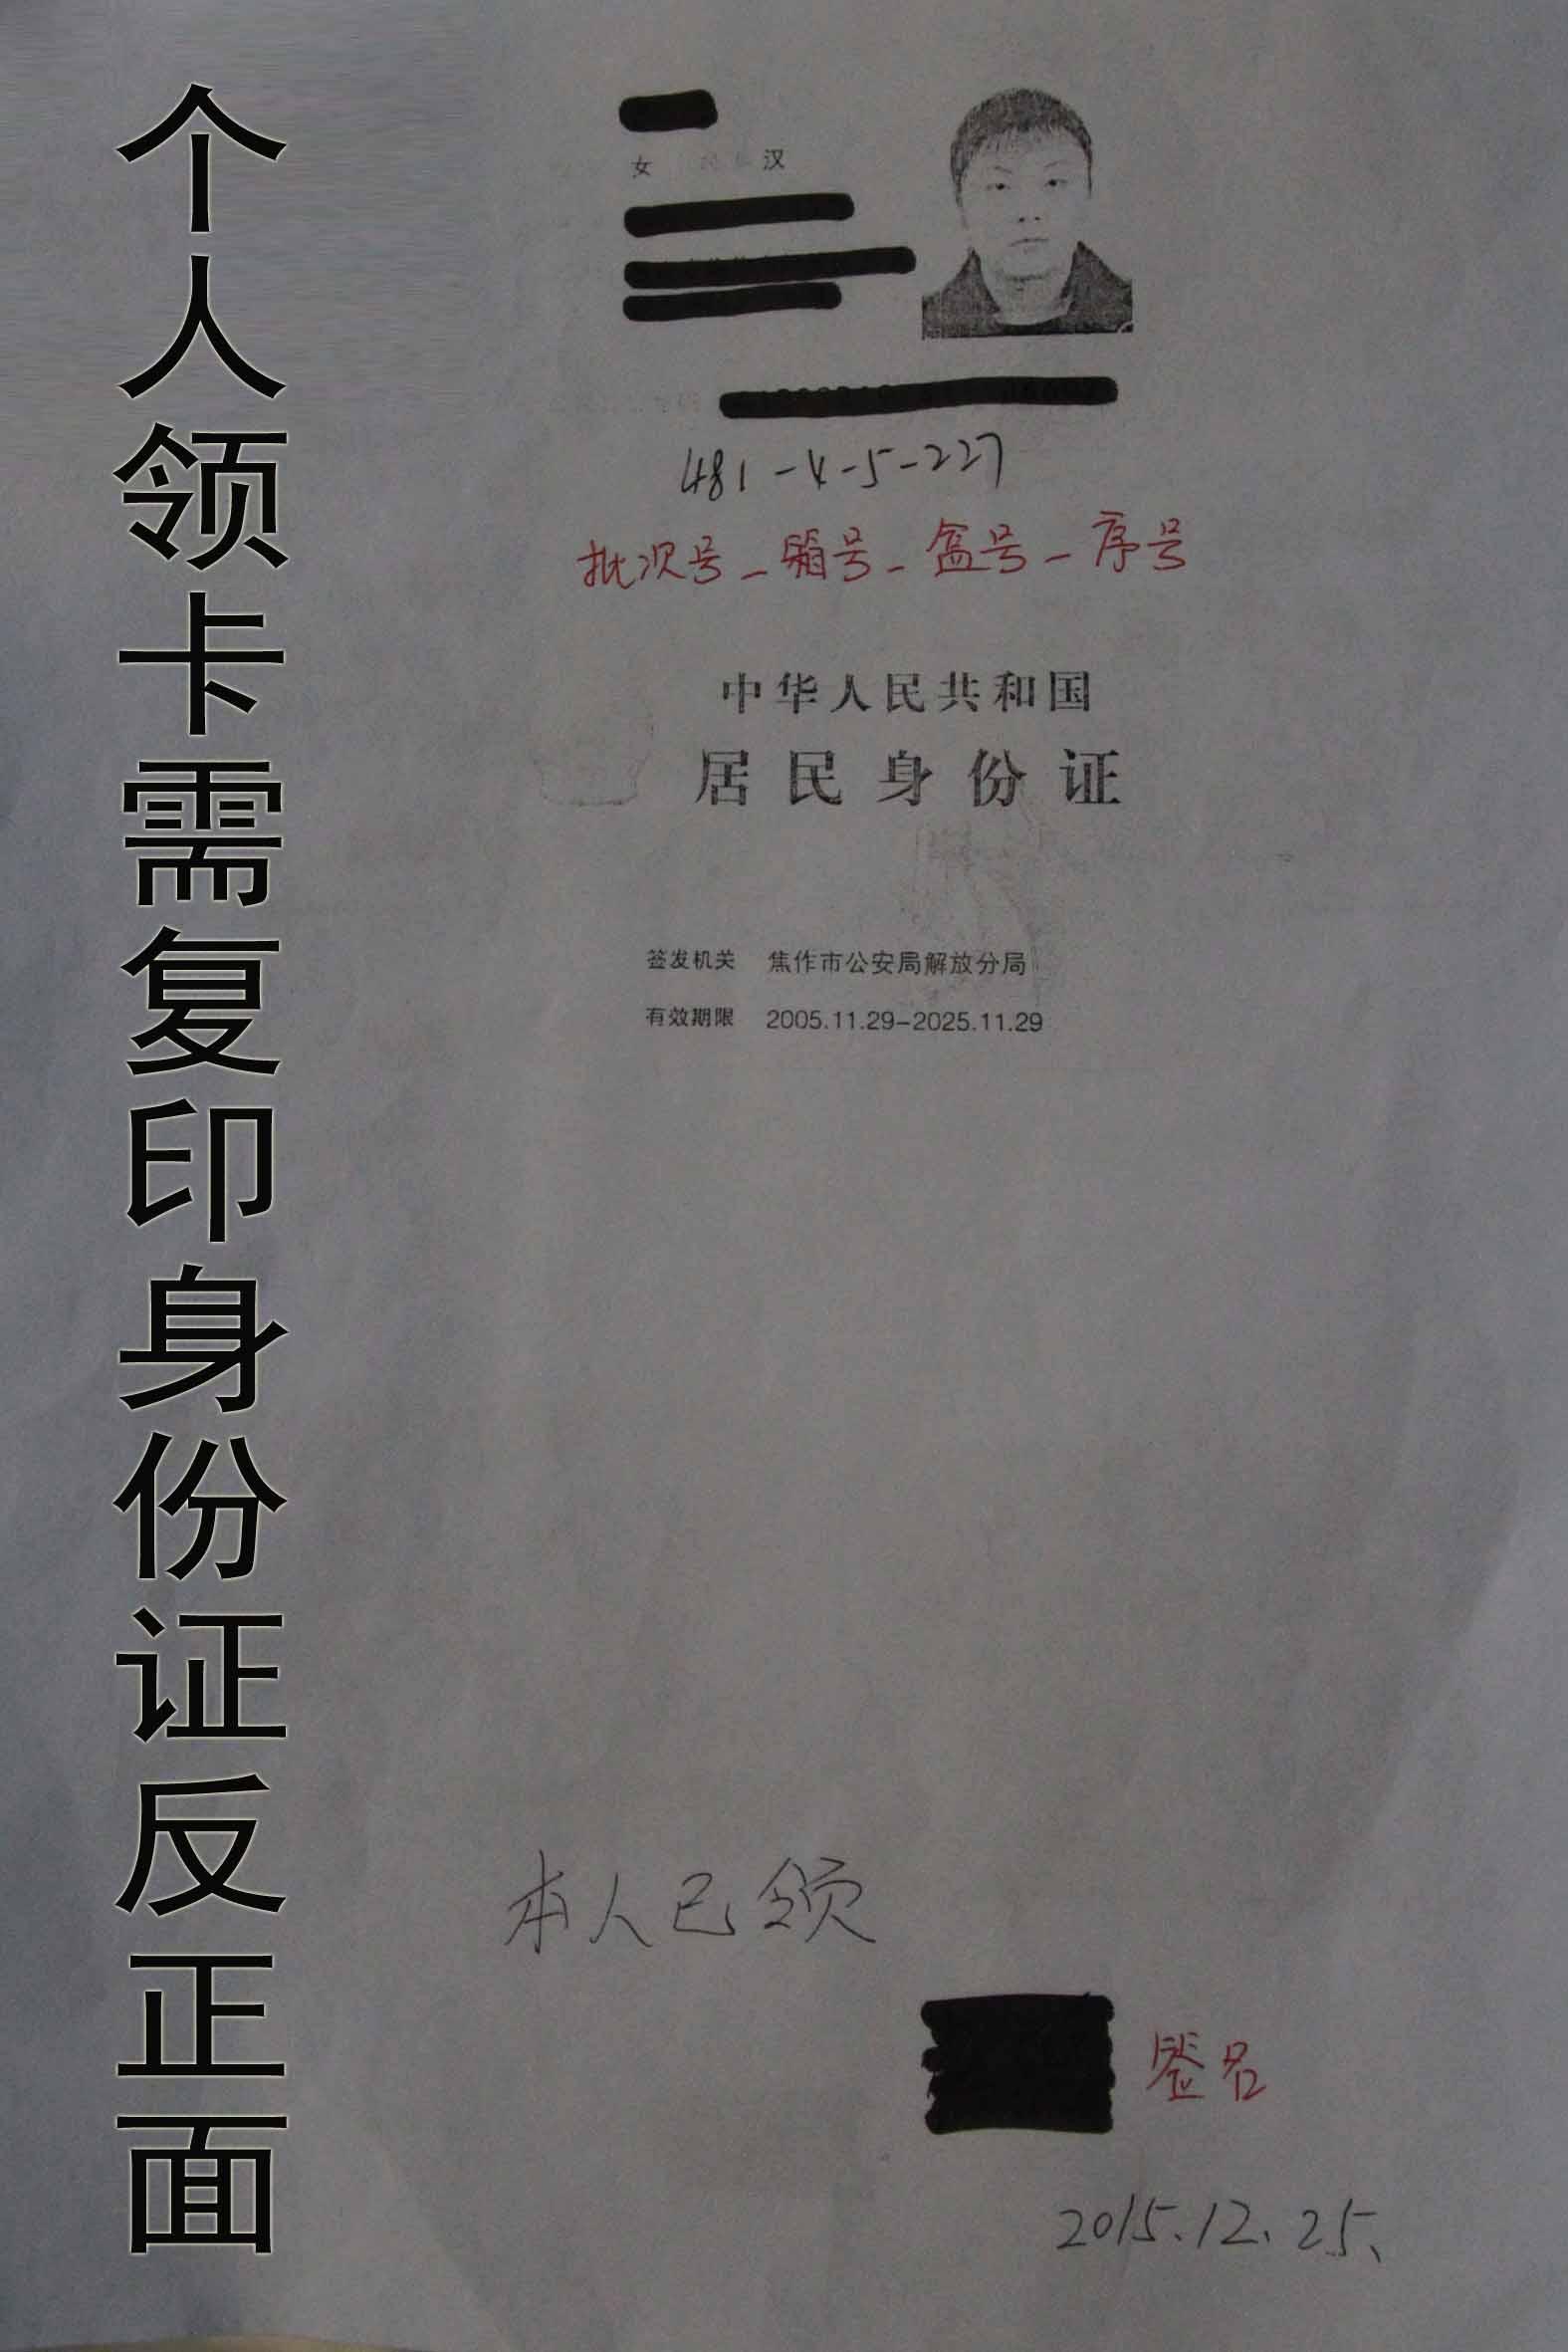 个人领卡需复印身份证反正面
女 汉
481-4-5-227
批次号-箱号-盒号-序号
中华人民共和国
居民身份证
签发机关 焦作市公安局解放分局
有效期限 2005.11.29-2025.11.29
本人已领
签名
2015.12.25、